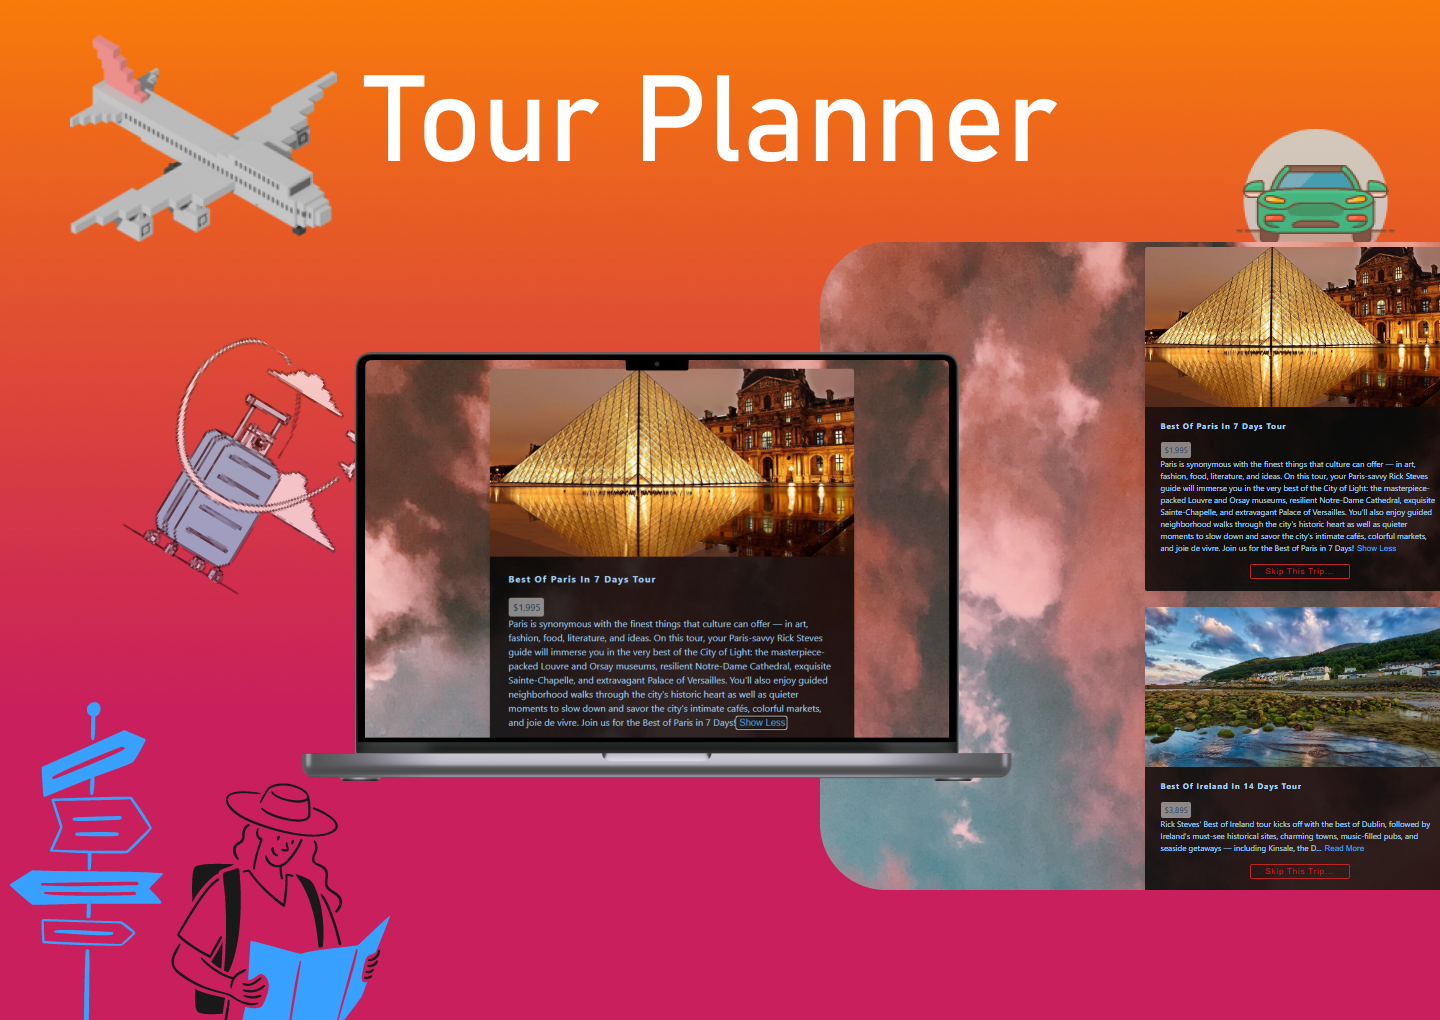 Tour Planner
Best Of Paris In 7 Days Tour
$1,995
Paris is synonymous with the finest things that culture can offer — in art,
fashion, food, literature, and ideas. On this tour, your Paris-savvy Rick Steves
guide will immerse you in the very best of the City of Light: the masterpiece-
packed Louvre and Orsay museums, resilient Notre-Dame Cathedral, exquisite
Sainte-Chapelle, and extravagant Palace of Versailles. You'll also enjoy guided
neighborhood walks through the city's historic heart as well as quieter
moments to slow down and savor the city's intimate cafés, colorful markets,
and joie de vivre. Join us for the Best of Paris in 7 Days! Show Less
Best Of Paris In 7 Days Tour
$1,995
Paris is synonymous with the finest things that culture can offer — in art,
fashion, food, literature, and ideas. On this tour, your Paris-savvy Rick Steves
guide will immerse you in the very best of the City of Light: the masterpiece-
packed Louvre and Orsay museums, resilient Notre-Dame Cathedral, exquisite
Sainte-Chapelle, and extravagant Palace of Versailles. You'll also enjoy guided
neighborhood walks through the city's historic heart as well as quieter
moments to slow down and savor the city's intimate cafés, colorful markets,
and joie de vivre. Join us for the Best of Paris in 7 Days! Show Less
Skip This Trip...
Best Of Ireland In 14 Days Tour
$3,895
Rick Steves' Best of Ireland tour kicks off with the best of Dublin, followed by
Ireland's must-see historical sites, charming towns, music-filled pubs, and
seaside getaways — including Kinsale, the D... Read More
Skip This Trip...